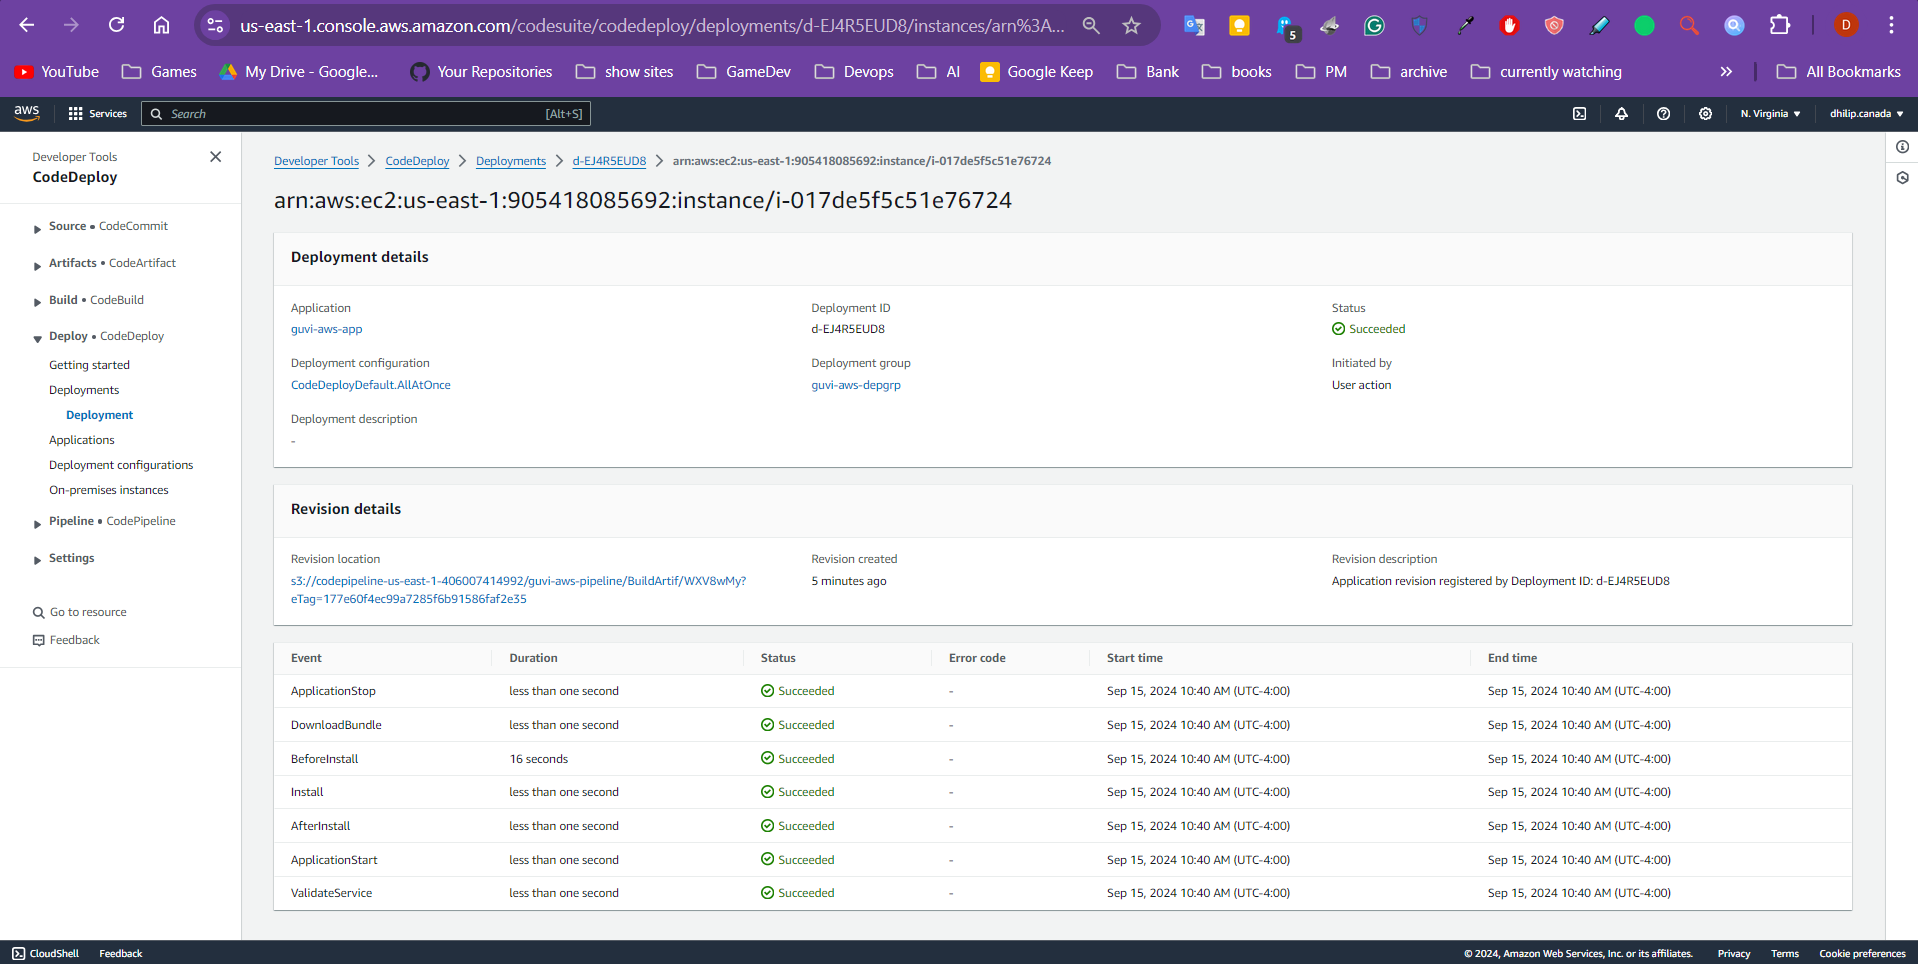 us-east-1.console.aws.amazon.com/codesuite/codedeploy/deployments/d-EJ4R5EUD8/instances/arn%3A...
5
D
YouTube
Games
My Drive - Google...
Your Repositories
show sites
GameDev
Devops
AI
Google Keep
Bank
books
PM
archive
currently watching
All Bookmarks
aws
Services
Search
[Alt+S]
N. Virginia
dhilip.canada
Developer Tools
CodeDeploy
Source • CodeCommit
Artifacts • CodeArtifact
Build • CodeBuild
Deploy • CodeDeploy
Getting started
Deployments
Deployment
Applications
Deployment configurations
On-premises instances
Pipeline • CodePipeline
Settings
Go to resource
Feedback
Developer Tools > CodeDeploy > Deployments > d-EJ4R5EUD8 > arn:aws:ec2:us-east-1:905418085692:instance/i-017de5f5c51e76724
arn:aws:ec2:us-east-1:905418085692:instance/i-017de5f5c51e76724
Deployment details
Application
guvi-aws-app
Deployment ID
d-EJ4R5EUD8
Status
Succeeded
Deployment configuration
CodeDeployDefault.AllAtOnce
Deployment group
guvi-aws-depgrp
Initiated by
User action
Deployment description
-
Revision details
Revision location
s3://codepipeline-us-east-1-406007414992/guvi-aws-pipeline/BuildArtif/WXV8wMy?
eTag=177e60f4ec99a7285f6b91586faf2e35
Revision created
5 minutes ago
Revision description
Application revision registered by Deployment ID: d-EJ4R5EUD8
Event Duration Status Error code Start time End time
ApplicationStop less than one second Succeeded - Sep 15, 2024 10:40 AM (UTC-4:00) Sep 15, 2024 10:40 AM (UTC-4:00)
DownloadBundle less than one second Succeeded - Sep 15, 2024 10:40 AM (UTC-4:00) Sep 15, 2024 10:40 AM (UTC-4:00)
BeforeInstall 16 seconds Succeeded - Sep 15, 2024 10:40 AM (UTC-4:00) Sep 15, 2024 10:40 AM (UTC-4:00)
Install less than one second Succeeded - Sep 15, 2024 10:40 AM (UTC-4:00) Sep 15, 2024 10:40 AM (UTC-4:00)
AfterInstall less than one second Succeeded - Sep 15, 2024 10:40 AM (UTC-4:00) Sep 15, 2024 10:40 AM (UTC-4:00)
ApplicationStart less than one second Succeeded - Sep 15, 2024 10:40 AM (UTC-4:00) Sep 15, 2024 10:40 AM (UTC-4:00)
ValidateService less than one second Succeeded - Sep 15, 2024 10:40 AM (UTC-4:00) Sep 15, 2024 10:40 AM (UTC-4:00)
CloudShell
Feedback
© 2024, Amazon Web Services, Inc. or its affiliates.
Privacy
Terms
Cookie preferences